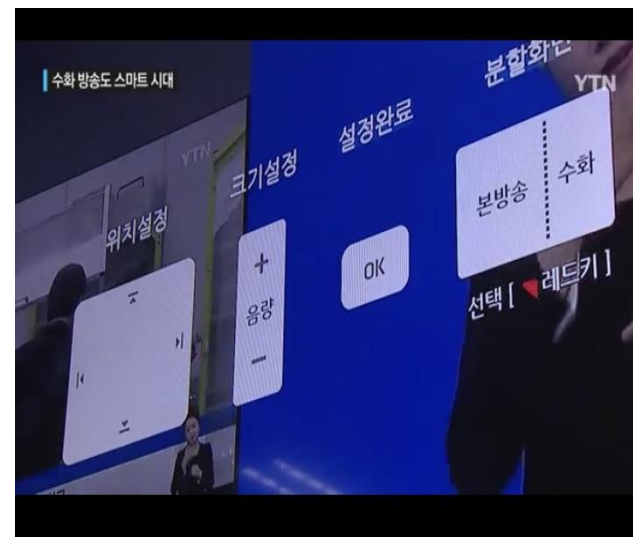 수화 방송도 스마트 시대
YTN
YTN
위치설정
크기설정
설정완료
분할화면
+
음량
−
OK
본방송
수화
선택 [ 레드키 ]